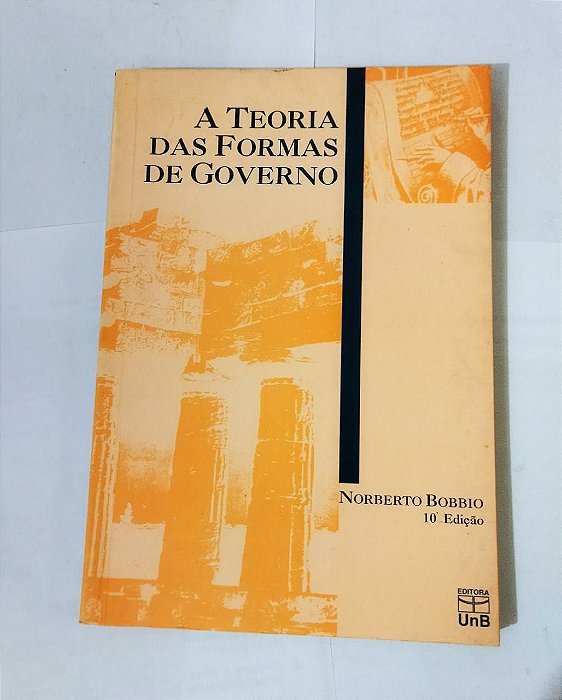 A TEORIA
DAS FORMAS
DE GOVERNO
NORBERTO BOBBIO
10ª Edição
EDITORA
UnB